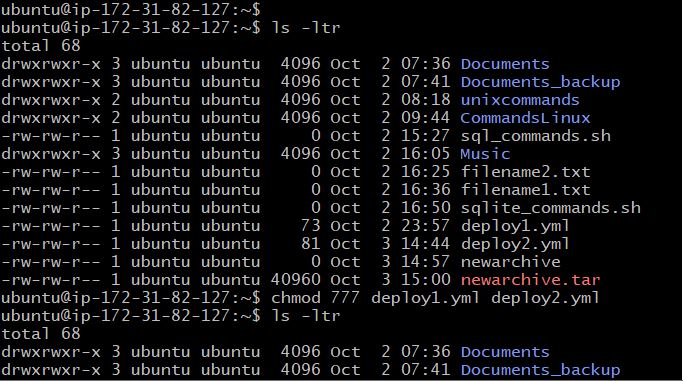 ubuntu@ip-172-31-82-127:~$
ubuntu@ip-172-31-82-127:~$ ls -ltr
total 68
drwxrwxr-x 3 ubuntu ubuntu  4096 Oct  2 07:36 Documents
drwxrwxr-x 3 ubuntu ubuntu  4096 Oct  2 07:41 Documents_backup
drwxrwxr-x 2 ubuntu ubuntu  4096 Oct  2 08:18 unixcommands
drwxrwxr-x 2 ubuntu ubuntu  4096 Oct  2 09:44 CommandsLinux
-rw-rw-r-- 1 ubuntu ubuntu     0 Oct  2 15:27 sql_commands.sh
drwxrwxr-x 3 ubuntu ubuntu  4096 Oct  2 16:05 Music
-rw-rw-r-- 1 ubuntu ubuntu     0 Oct  2 16:25 filename2.txt
-rw-rw-r-- 1 ubuntu ubuntu     0 Oct  2 16:36 filename1.txt
-rw-rw-r-- 1 ubuntu ubuntu     0 Oct  2 16:50 sqlite_commands.sh
-rw-rw-r-- 1 ubuntu ubuntu    73 Oct  2 23:57 deploy1.yml
-rw-rw-r-- 1 ubuntu ubuntu    81 Oct  3 14:44 deploy2.yml
-rw-rw-r-- 1 ubuntu ubuntu     0 Oct  3 14:57 newarchive
-rw-rw-r-- 1 ubuntu ubuntu 40960 Oct  3 15:00 newarchive.tar
ubuntu@ip-172-31-82-127:~$ chmod 777 deploy1.yml deploy2.yml
ubuntu@ip-172-31-82-127:~$ ls -ltr
total 68
drwxrwxr-x 3 ubuntu ubuntu  4096 Oct  2 07:36 Documents
drwxrwxr-x 3 ubuntu ubuntu  4096 Oct  2 07:41 Documents_backup